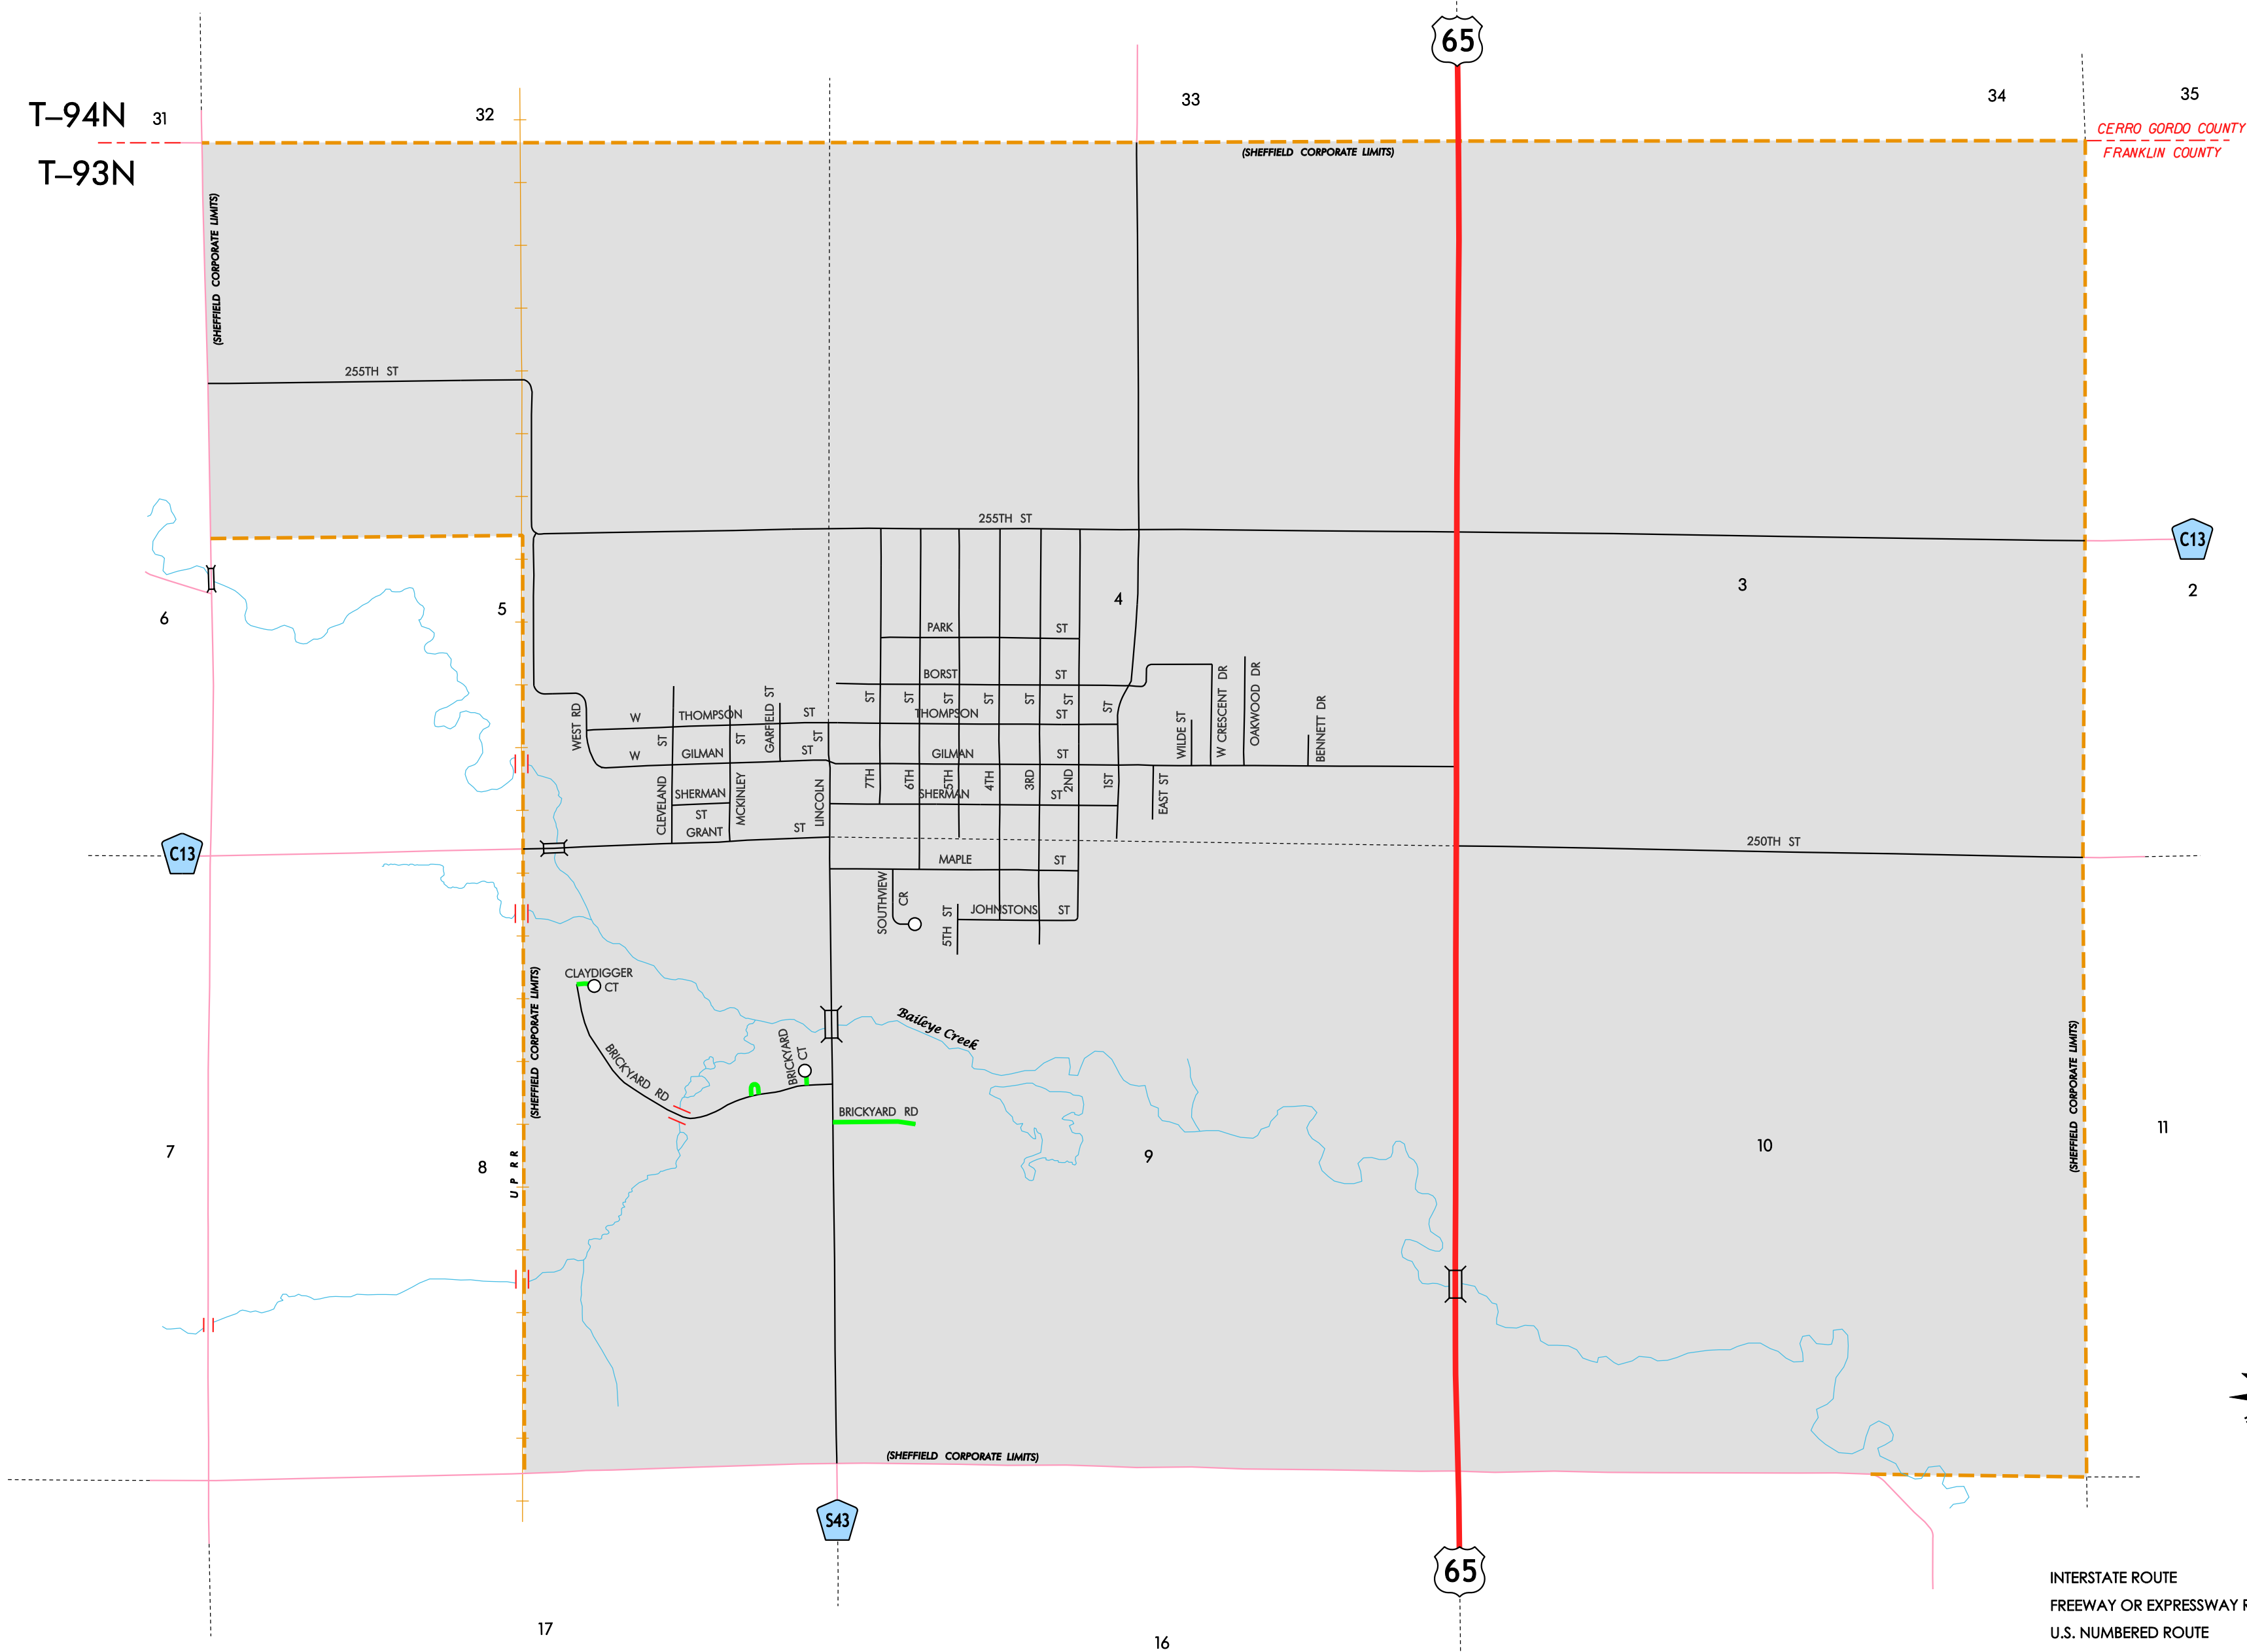 65
T–94N 31 32 33 34 35
CERRO GORDO COUNTY
FRANKLIN COUNTY
(SHEFFIELD CORPORATE LIMITS)
T–93N
(SHEFFIELD CORPORATE LIMITS)
255TH ST
255TH ST
C13
6
5
4
3
2
PARK ST
BORST ST
W THOMPSON ST
THOMPSON ST
W GILMAN ST
GILMAN ST
SHERMAN ST
SHERMAN ST
GRANT ST
WEST RD
CLEVELAND ST
MCKINLEY ST
GARFIELD ST
LINCOLN ST
7TH ST
6TH ST
5TH ST
4TH ST
3RD ST
2ND ST
1ST ST
WILDE ST
W CRESCENT DR
OAKWOOD DR
BENNETT DR
EAST ST
C13
250TH ST
MAPLE ST
SOUTHVIEW CR
5TH ST
JOHNSTONS ST
CLAYDIGGER CT
(SHEFFIELD CORPORATE LIMITS)
Baileye Creek
BRICKYARD RD
BRICKYARD CT
BRICKYARD RD
(SHEFFIELD CORPORATE LIMITS)
7
8
U P RR
9
10
11
(SHEFFIELD CORPORATE LIMITS)
S43
65
17
16
INTERSTATE ROUTE
FREEWAY OR EXPRESSWAY
U.S. NUMBERED ROUTE